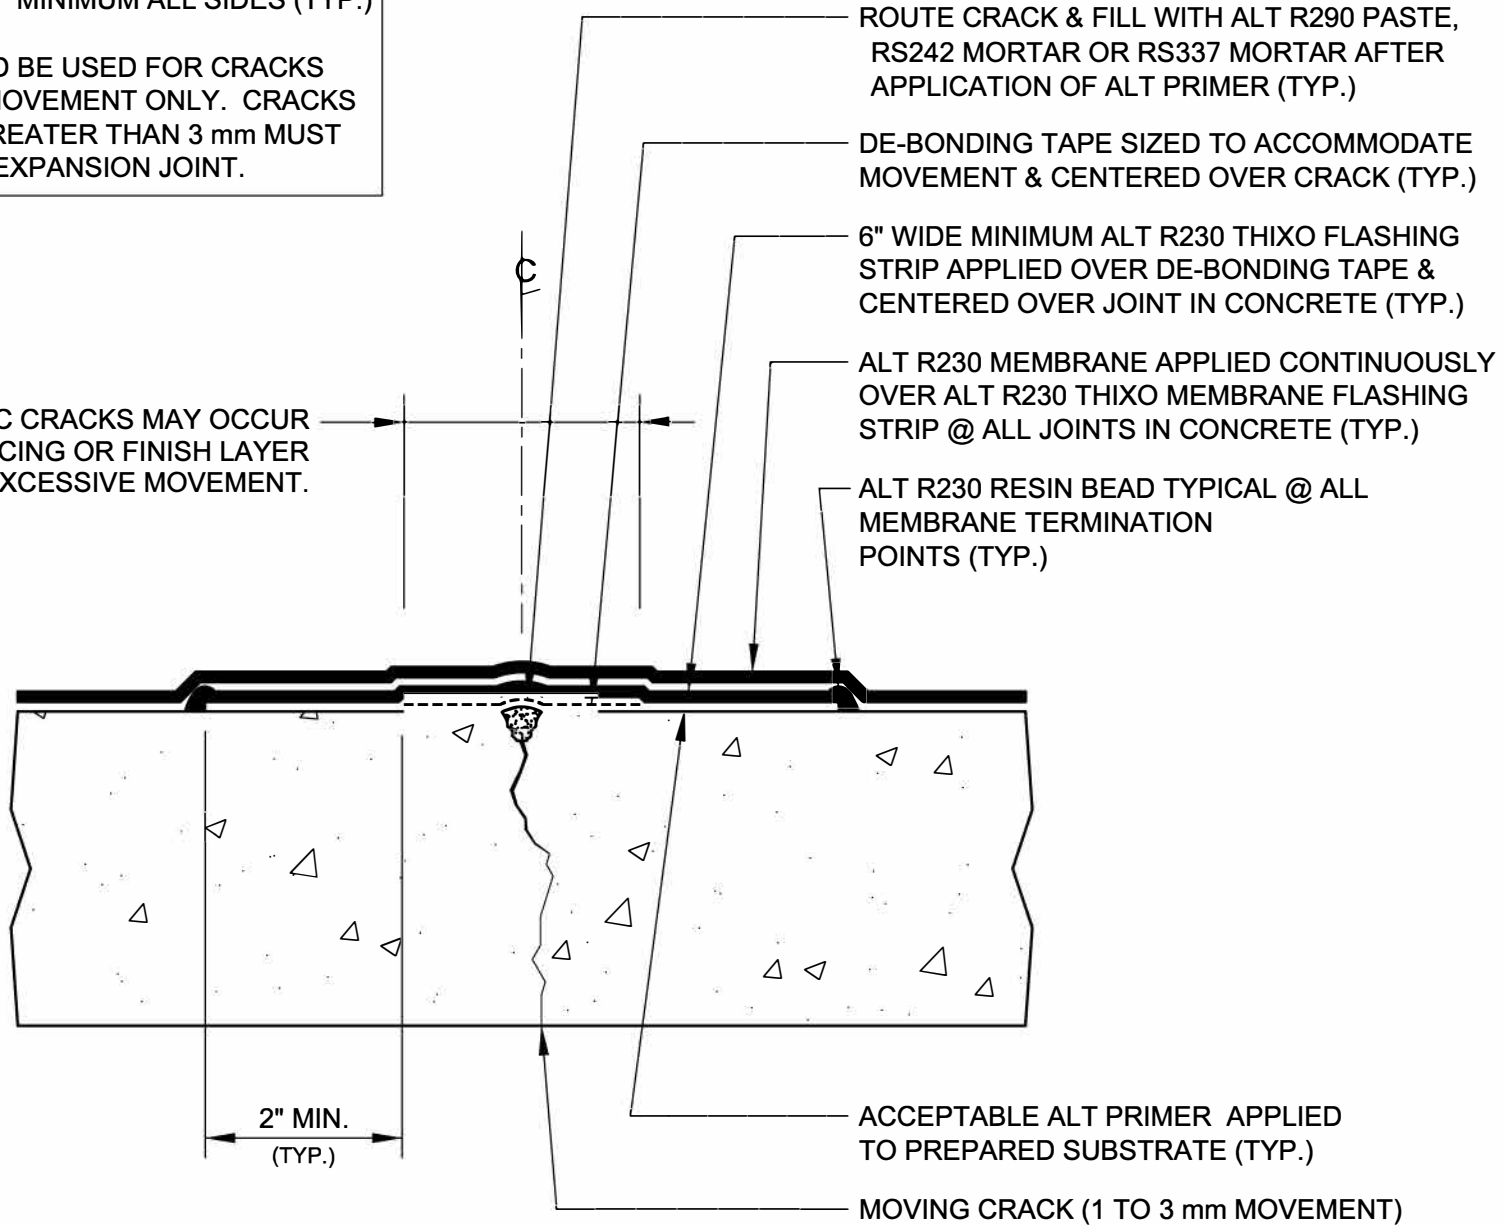 MINIMUM ALL SIDES (TYP.)
BE USED FOR CRACKS
MOVEMENT ONLY. CRACKS
GREATER THAN 3 mm MUST
EXPANSION JOINT.
ROUTE CRACK & FILL WITH ALT R290 PASTE,
RS242 MORTAR OR RS337 MORTAR AFTER
APPLICATION OF ALT PRIMER (TYP.)
DE-BONDING TAPE SIZED TO ACCOMMODATE
MOVEMENT & CENTERED OVER CRACK (TYP.)
6" WIDE MINIMUM ALT R230 THIXO FLASHING
STRIP APPLIED OVER DE-BONDING TAPE &
CENTERED OVER JOINT IN CONCRETE (TYP.)
ALT R230 MEMBRANE APPLIED CONTINUOUSLY
OVER ALT R230 THIXO MEMBRANE FLASHING
STRIP @ ALL JOINTS IN CONCRETE (TYP.)
ALT R230 RESIN BEAD TYPICAL @ ALL
MEMBRANE TERMINATION
POINTS (TYP.)
C CRACKS MAY OCCUR
CING OR FINISH LAYER
XCESSIVE MOVEMENT.
2" MIN.
(TYP.)
ACCEPTABLE ALT PRIMER APPLIED
TO PREPARED SUBSTRATE (TYP.)
MOVING CRACK (1 TO 3 mm MOVEMENT)